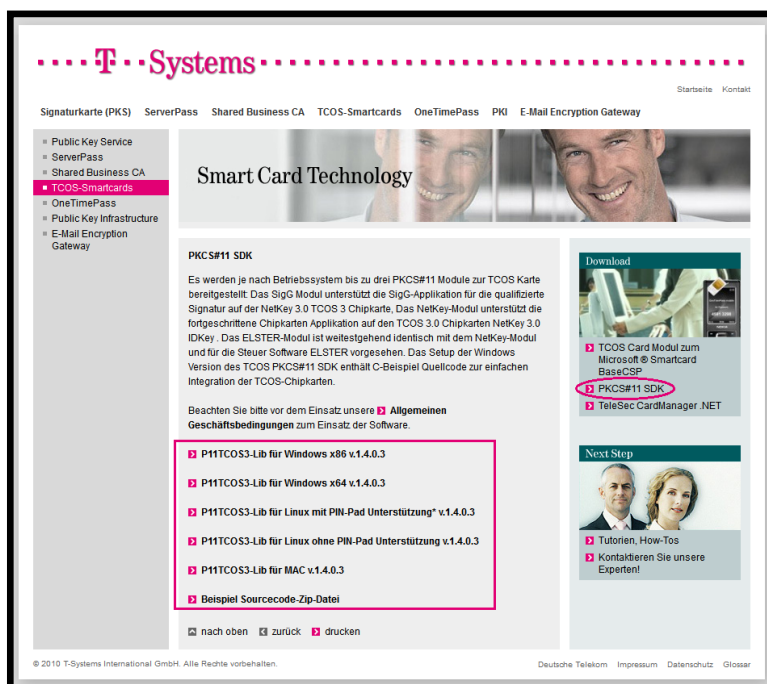 T Systems
Startseite Kontakt
Signaturkarte (PKS) ServerPass Shared Business CA TCOS-Smartcards OneTimePass PKI E-Mail Encryption Gateway
Public Key Service
ServerPass
Shared Business CA
TCOS-Smartcards
OneTimePass
Public Key Infrastructure
E-Mail Encryption
Gateway
Smart Card Technology
PKCS#11 SDK
Es werden je nach Betriebssystem bis zu drei PKCS#11 Module zur TCOS Karte
bereitgestellt: Das SigG Modul unterstützt die SigG-Applikation für die qualifizierte
Signatur auf der NetKey 3.0 TCOS 3 Chipkarte, Das NetKey-Modul unterstützt die
fortgeschrittene Chipkarten Applikation auf den TCOS 3.0 Chipkarten NetKey 3.0
IDKey . Das ELSTER-Modul ist weitestgehend identisch mit dem NetKey-Modul
und für die Steuer Software ELSTER vorgesehen. Das Setup der Windows
Version des TCOS PKCS#11 SDK enthält C-Beispiel Quellcode zur einfachen
Integration der TCOS-Chipkarten.
Beachten Sie bitte vor dem Einsatz unsere Allgemeinen
Geschäftsbedingungen zum Einsatz der Software.
P11TCOS3-Lib für Windows x86 v.1.4.0.3
P11TCOS3-Lib für Windows x64 v.1.4.0.3
P11TCOS3-Lib für Linux mit PIN-Pad Unterstützung* v.1.4.0.3
P11TCOS3-Lib für Linux ohne PIN-Pad Unterstützung v.1.4.0.3
P11TCOS3-Lib für MAC v.1.4.0.3
Beispiel Sourcecode-Zip-Datei
nach oben zurück drucken
Download
TCOS Card Modul zum
Microsoft ® Smartcard
BaseCSP
PKCS#11 SDK
TeleSec CardManager .NET
Next Step
Tutorien, How-Tos
Kontaktieren Sie unsere
Experten!
© 2010 T-Systems International GmbH. Alle Rechte vorbehalten.
Deutsche Telekom Impressum Datenschutz Glossar